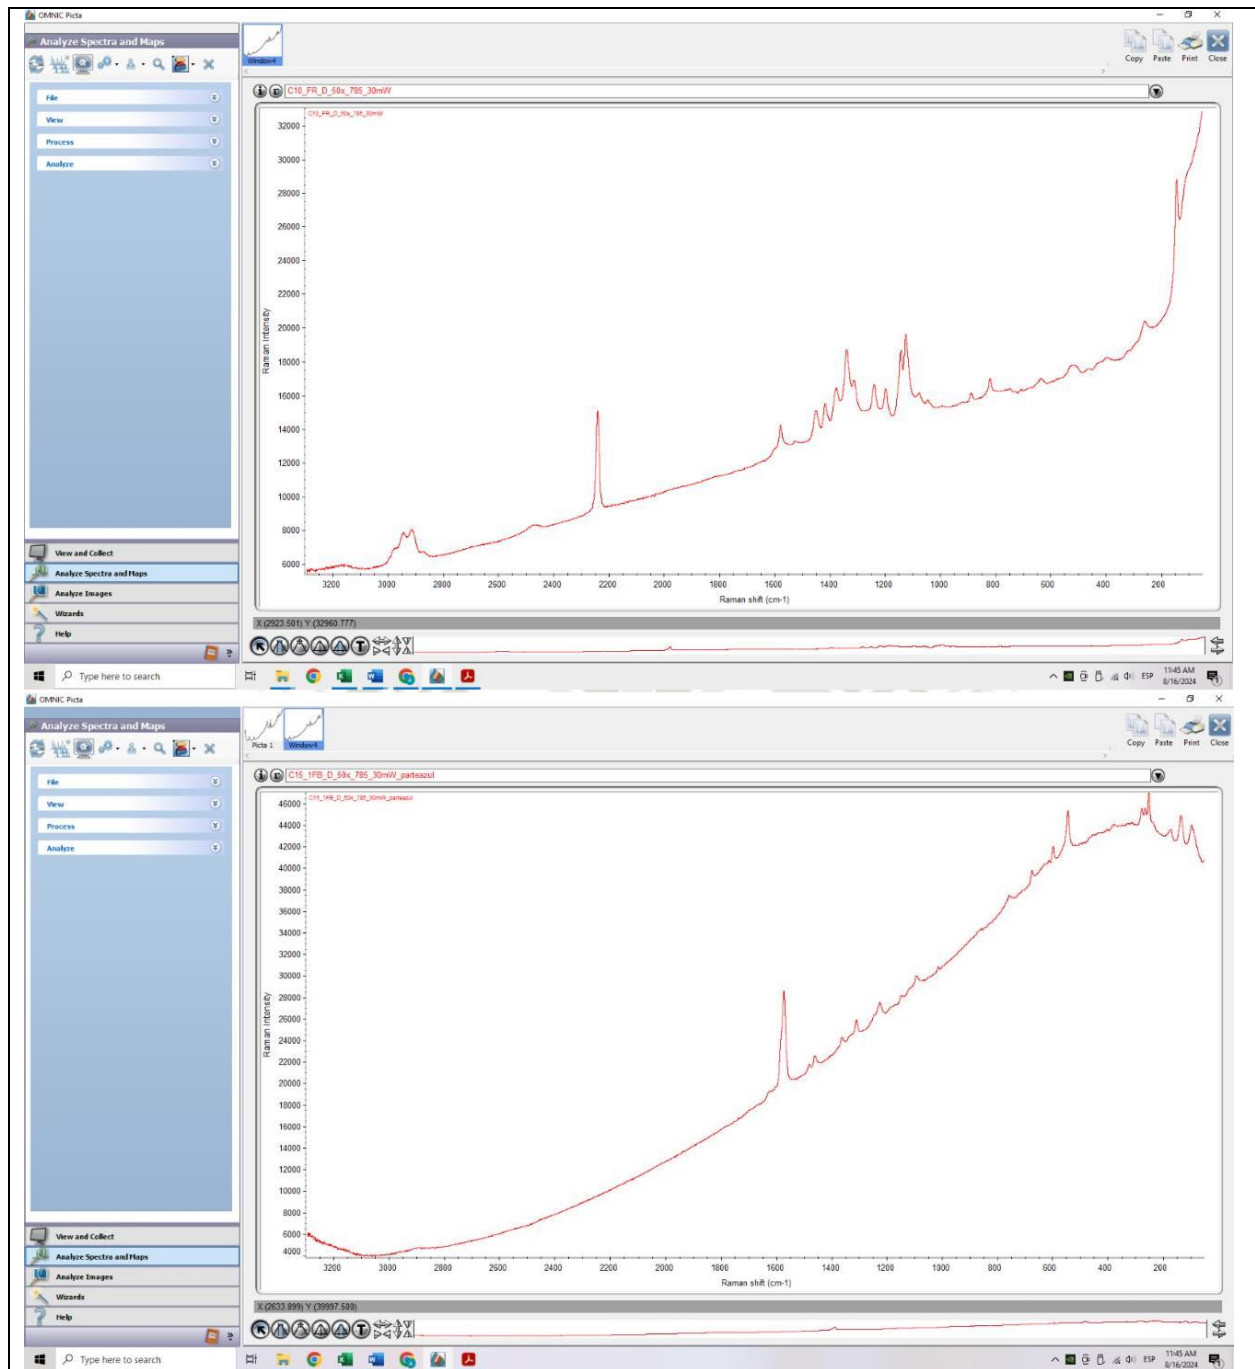 OMNIC Picta
Analyze Spectra and Maps
File
View
Process
Analyze
View and Collect
Analyze Spectra and Maps
Analyze Images
Wizards
Help
Window4
Copy Paste Print Close
C10_FR_D_50x_785_30mW
C10_FR_D_50x_785_30mW
32000
30000
28000
26000
24000
22000
20000
18000
16000
14000
12000
10000
8000
6000
Raman Intensity
3200 3000 2800 2600 2400 2200 2000 1800 1600 1400 1200 1000 800 600 400 200
Raman shift (cm-1)
X (2923.501) Y (32960.777)
Type here to search
ESP
11:45 AM
8/16/2024
OMNIC Picta
Analyze Spectra and Maps
File
View
Process
Analyze
View and Collect
Analyze Spectra and Maps
Analyze Images
Wizards
Help
Picta 1 Window4
Copy Paste Print Close
C15_1FB_D_50x_785_30mW_parteazul
C15_1FB_D_50x_785_30mW_parteazul
46000
44000
42000
40000
38000
36000
34000
32000
30000
28000
26000
24000
22000
20000
18000
16000
14000
12000
10000
8000
6000
4000
Raman Intensity
3200 3000 2800 2600 2400 2200 2000 1800 1600 1400 1200 1000 800 600 400 200
Raman shift (cm-1)
X (2633.899) Y (39997.500)
Type here to search
ESP
11:45 AM
8/16/2024